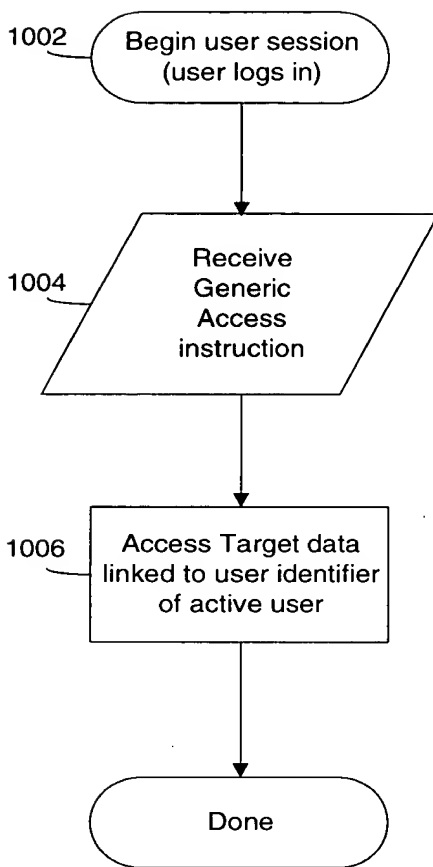 1002
Begin user session
(user logs in)
1004
Receive
Generic
Access
instruction
1006
Access Target data
linked to user identifier
of active user
Done